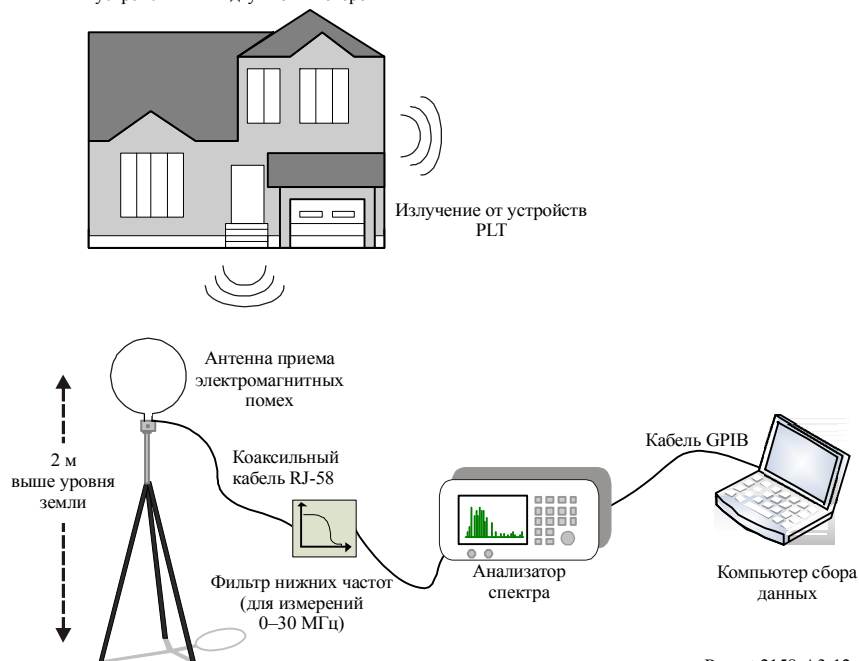 Излучение от устройств
PLT
Антенна приема
электромагнитных
помех
2 м
выше уровня
земли
Коаксильный
кабель RJ-58
Кабель GPIB
Фильтр нижних частот
(для измерений
0–30 МГц)
Анализатор
спектра
Компьютер сбора
данных